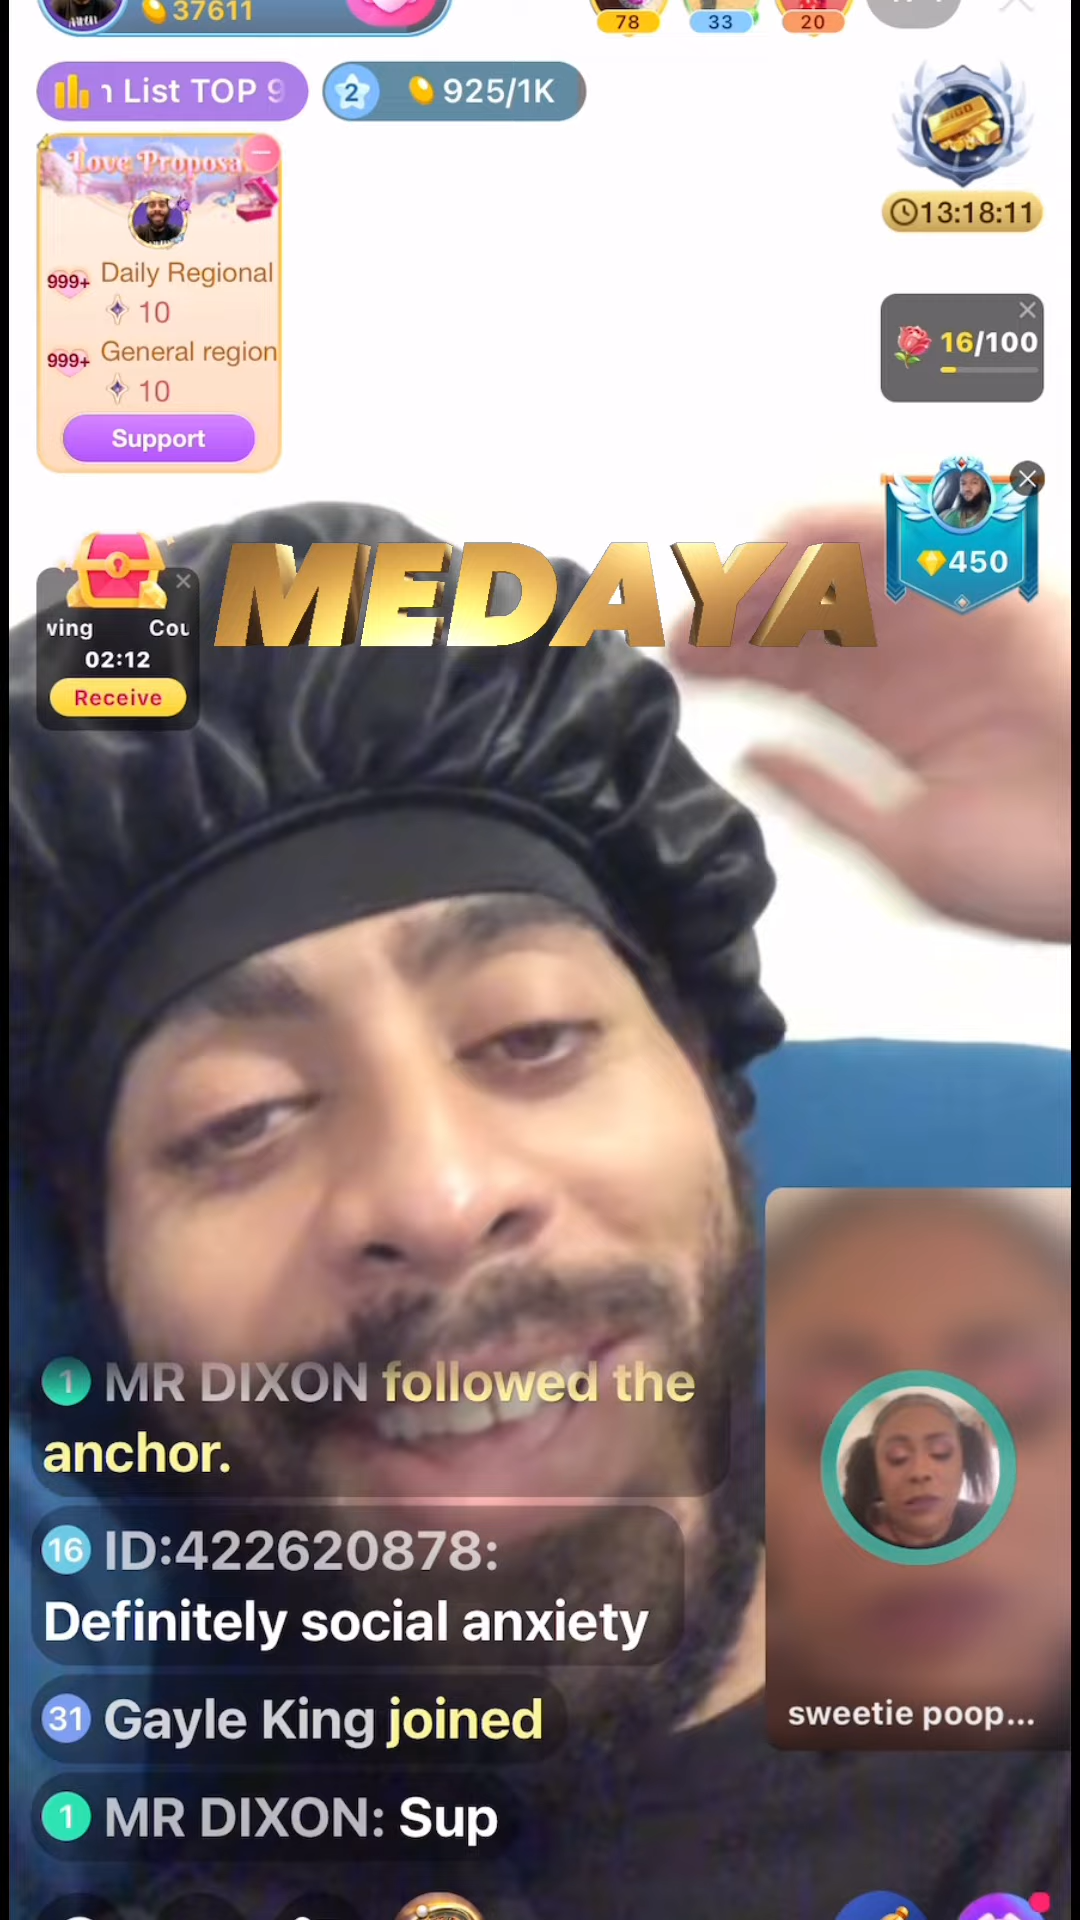 37611
78
33
20
List TOP 9
2
925/1K
Love Proposa
13:18:11
999+ Daily Regional
10
999+ General region
10
Support
16/100
450
MEDAYA
ving Cou
02:12
Receive
1 MR DIXON followed the
anchor.
16 ID:422620878:
Definitely social anxiety
31 Gayle King joined
1 MR DIXON: Sup
sweetie poop...